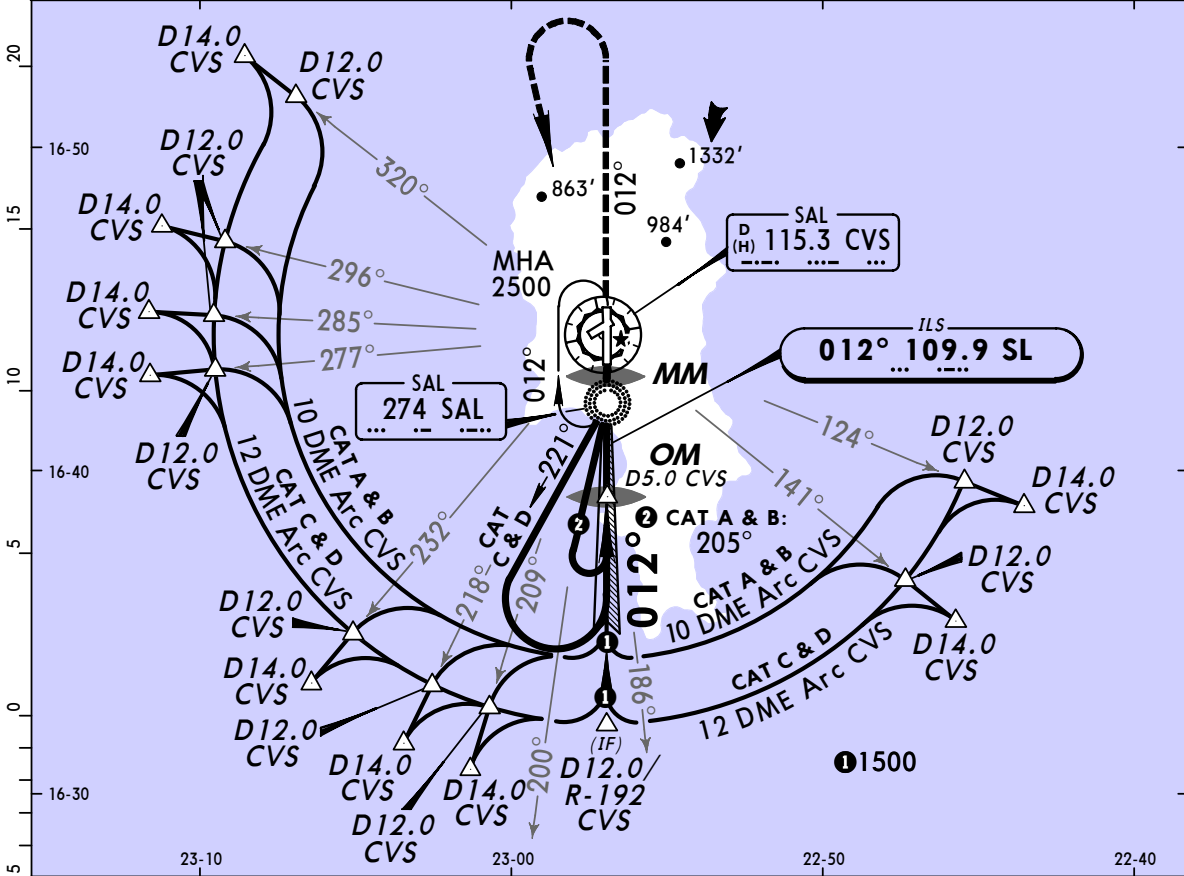 20
15
10
5
0
5
16-50
16-40
16-30
23-10
23-00
22-50
22-40
D14.0
CVS
D12.0
CVS
D12.0
CVS
D14.0
CVS
D14.0
CVS
D14.0
CVS
D12.0
CVS
320°
296°
285°
277°
863'
1332'
984'
012°
MHA
2500
012°
SAL
D
(H) 115.3 CVS
ILS
012° 109.9 SL
SAL
274 SAL
MM
OM
D5.0 CVS
2 CAT A & B:
205°
2
012°
221°
CAT
C & D
CAT A & B
10 DME Arc CVS
CAT C & D
12 DME Arc CVS
232°
218°
209°
200°
186°
124°
141°
D12.0
CVS
D14.0
CVS
D12.0
CVS
D14.0
CVS
CAT A & B
10 DME Arc CVS
CAT C & D
12 DME Arc CVS
D12.0
CVS
D14.0
CVS
D12.0
CVS
D14.0
CVS
D12.0
CVS
D14.0
CVS
1
1
(IF)
D12.0/
R-192
CVS
1 1500